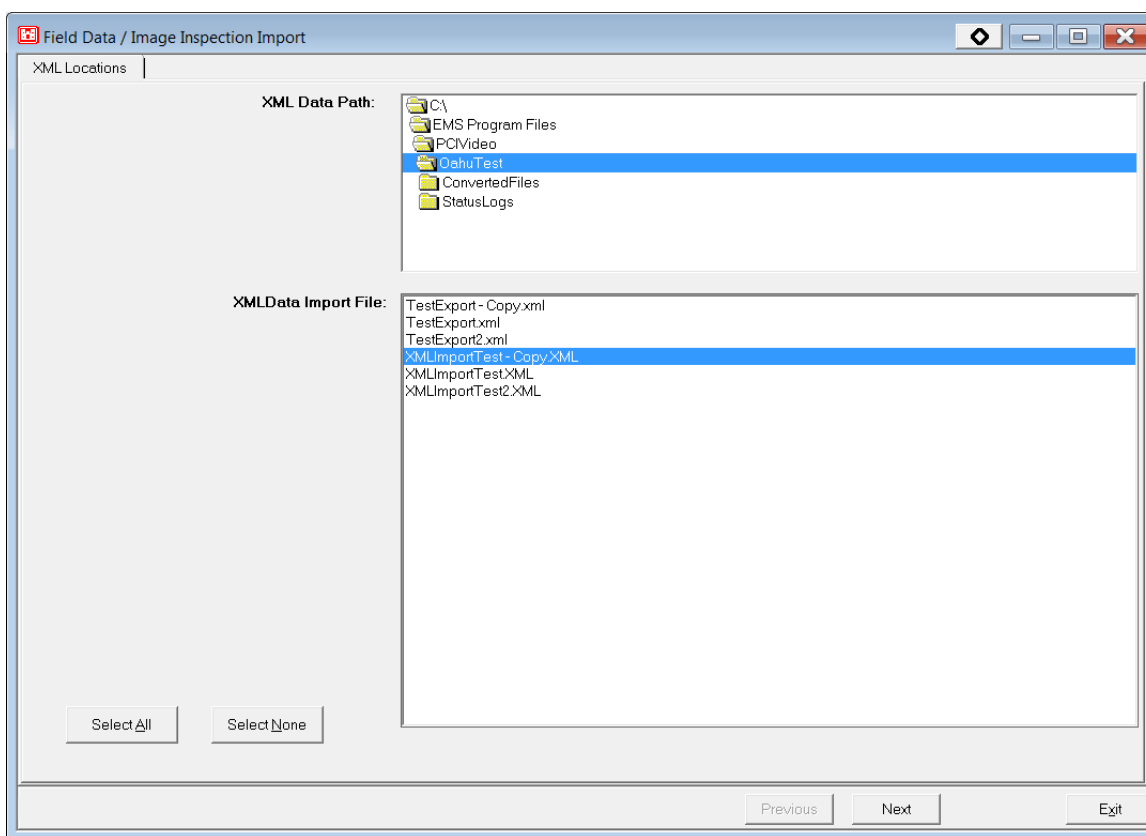 Field Data / Image Inspection Import
XML Locations
XML Data Path:
C:\
EMS Program Files
PCIVideo
OahuTest
ConvertedFiles
StatusLogs
XMLData Import File:
TestExport - Copy.xml
TestExport.xml
TestExport2.xml
XMLImportTest - Copy.XML
XMLImportTest.XML
XMLImportTest2.XML
Select All
Select None
Previous
Next
Exit